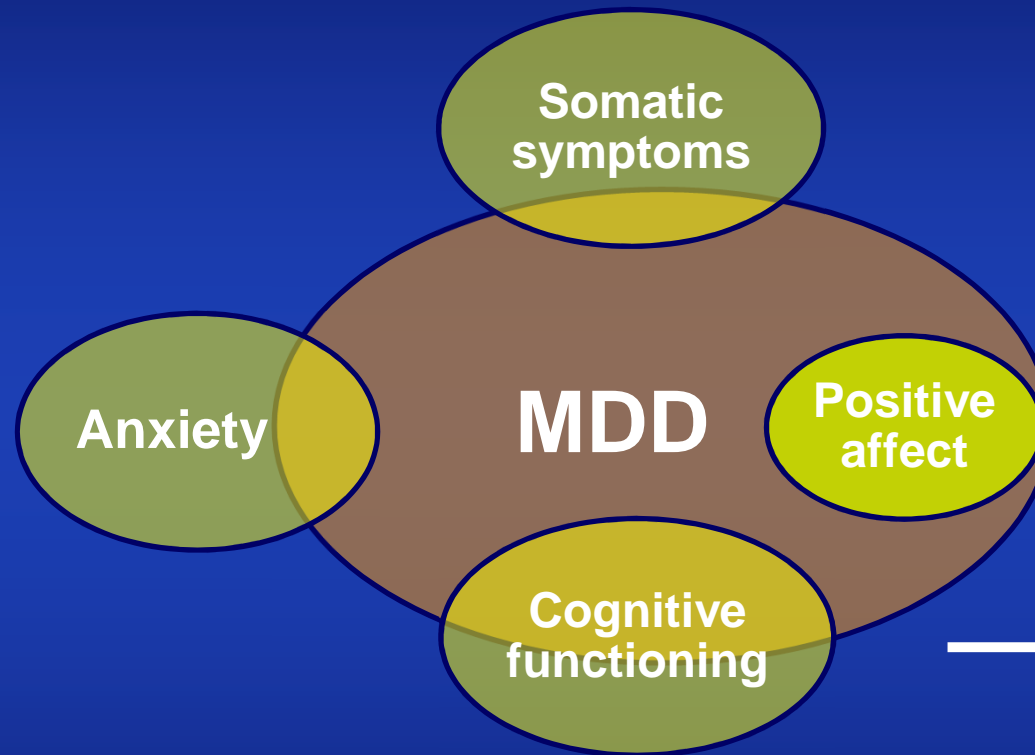 Somatic
symptoms
Anxiety
MDD
Positive
affect
Cognitive
functioning